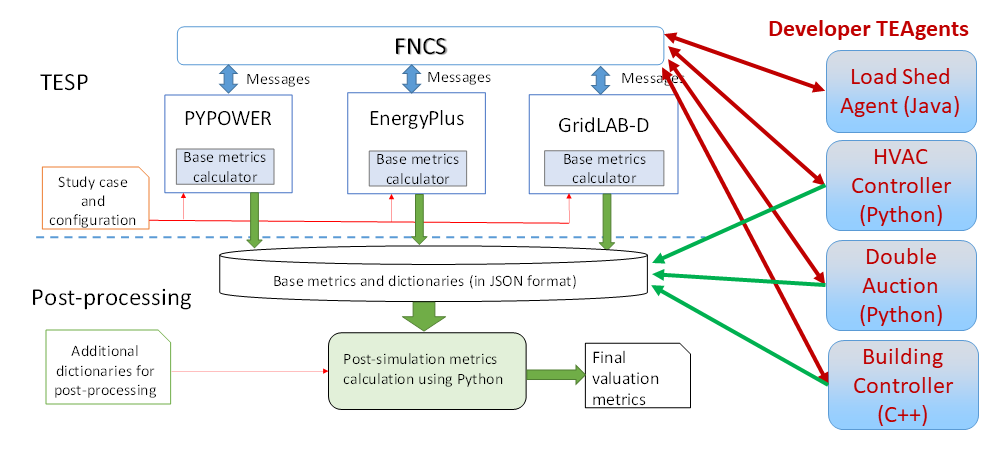 Developer TEAgents
FNCS
TESP
Messages
Messages
Messages
Load Shed
Agent (Java)
PYPOWER
EnergyPlus
GridLAB-D
Base metrics
calculator
Base metrics
calculator
Base metrics
calculator
HVAC
Controller
(Python)
Study case
and
configuration
Double
Auction
(Python)
Base metrics and dictionaries (in JSON format)
Post-processing
Additional
dictionaries for
post-processing
Post-simulation metrics
calculation using Python
Final
valuation
metrics
Building
Controller
(C++)